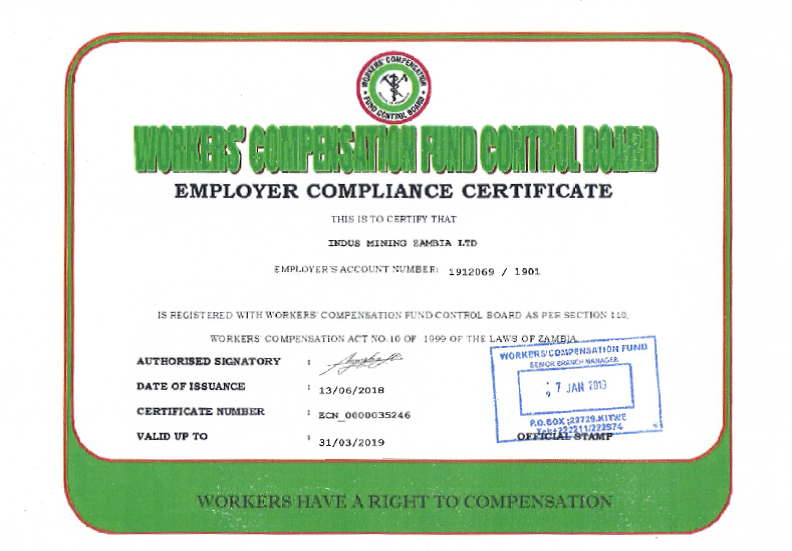 WORKERS' COMPENSATION
FUND CONTROL BOARD
WORKERS' COMPENSATION FUND CONTROL BOARD
EMPLOYER COMPLIANCE CERTIFICATE
THIS IS TO CERTIFY THAT
INDUS MINING ZAMBIA LTD
EMPLOYER'S ACCOUNT NUMBER: 1912069 / 1901
IS REGISTERED WITH WORKERS' COMPENSATION FUND CONTROL BOARD AS PER SECTION 110,
WORKERS' COMPENSATION ACT NO.10 OF 1999 OF THE LAWS OF ZAMBIA
AUTHORISED SIGNATORY :
DATE OF ISSUANCE : 13/06/2018
CERTIFICATE NUMBER : ECN_0000035246
VALID UP TO : 31/03/2019
WORKERS'COMPENSATION FUND
SENIOR BRANCH MANAGER
7 JAN 2019
P.O.BOX 22729,KITWE
Tel: 222211/222574
OFFICIAL STAMP
WORKERS HAVE A RIGHT TO COMPENSATION